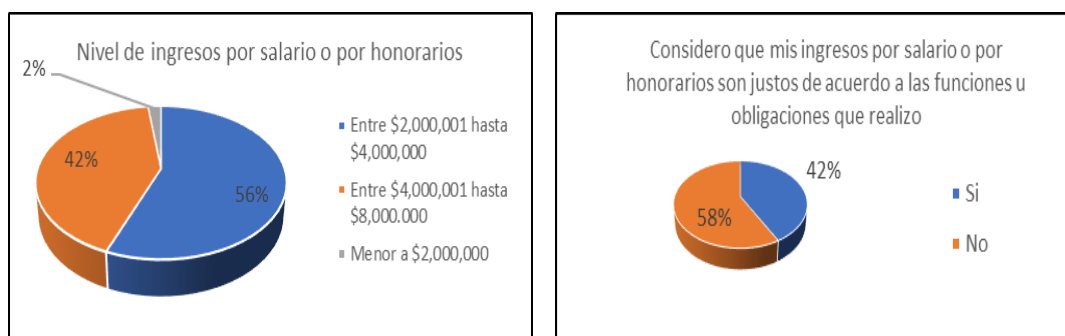 Nivel de ingresos por salario o por honorarios
2%
42%
56%
Entre $2,000,001 hasta
$4,000,000
Entre $4,000,001 hasta
$8,000.000
Menor a $2,000,000
Considero que mis ingresos por salario o por
honorarios son justos de acuerdo a las funciones u
obligaciones que realizo
42%
58%
Si
No